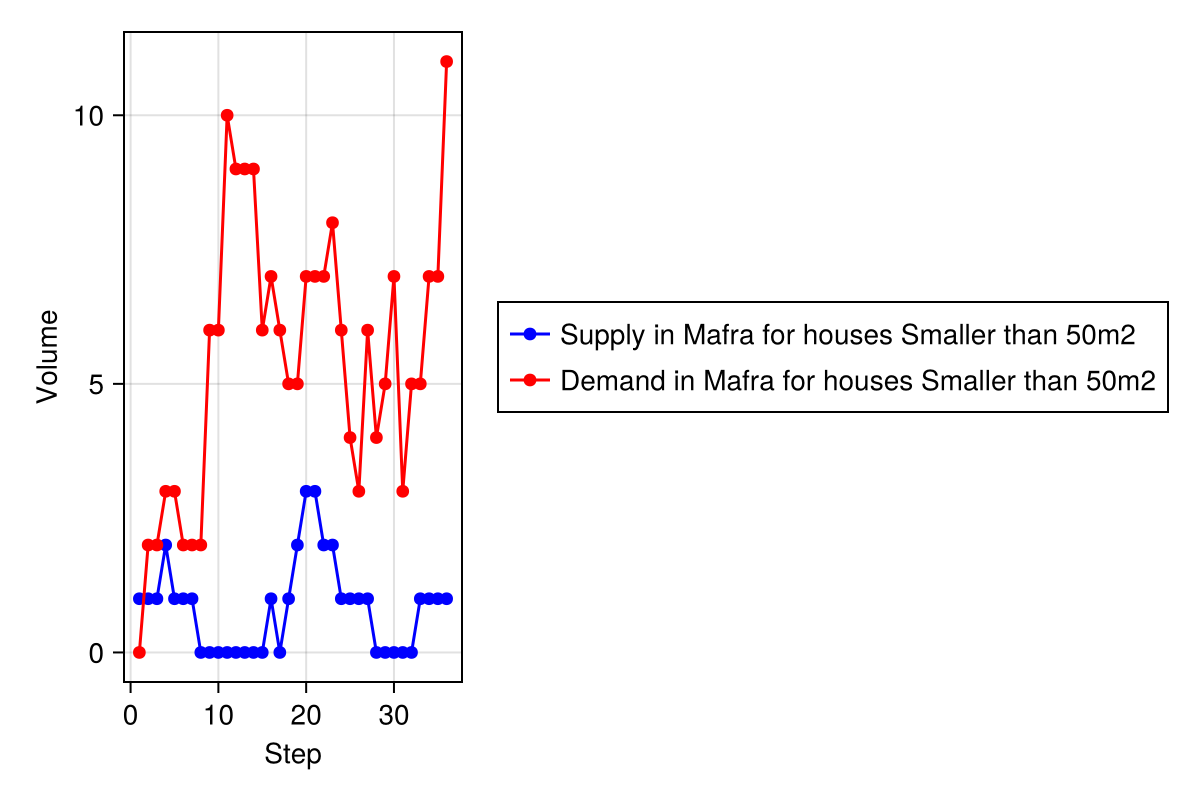 10
5
0
Volume
0 10 20 30
Step
Supply in Mafra for houses Smaller than 50m2
Demand in Mafra for houses Smaller than 50m2